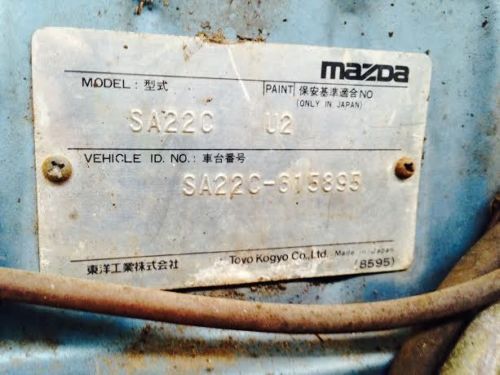 mazda
MODEL : 型式 PAINT 保安基準適合NO
(ONLY IN JAPAN)
SA22C U2
VEHICLE ID. NO. : 車台番号
SA22C-313893
東洋工業株式会社 Toyo Kogyo Co., Ltd. Made in Japan
(8595)